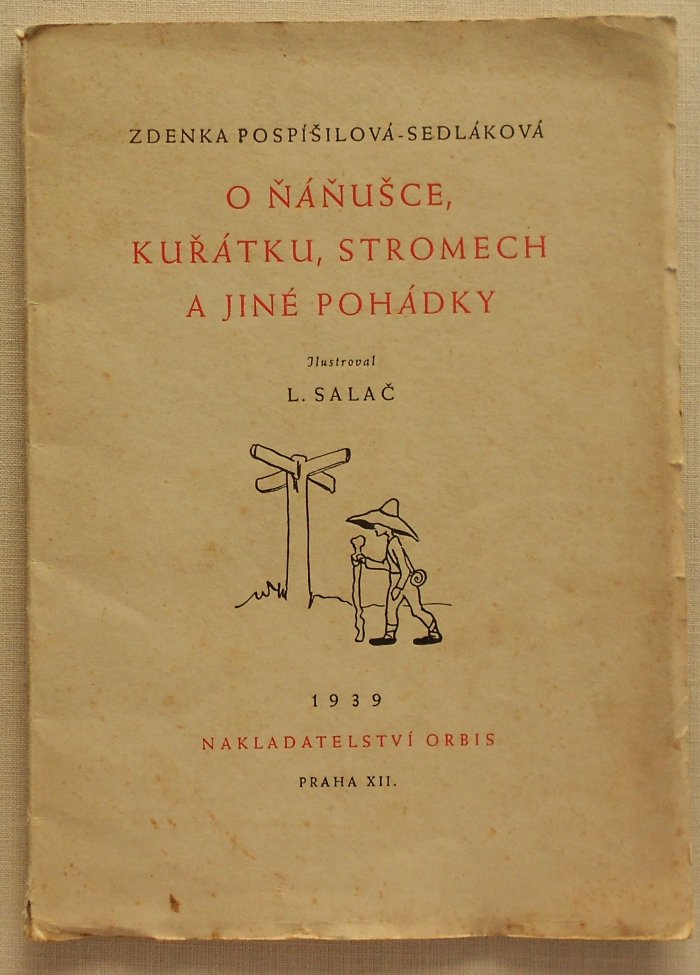 ZDENKA POSPÍŠILOVÁ-SEDLÁKOVÁ
O ŇÁŇUŠCE,
KUŘÁTKU, STROMECH
A JINÉ POHÁDKY
Ilustroval
L. SALAČ
1939
NAKLADATELSTVÍ ORBIS
PRAHA XII.